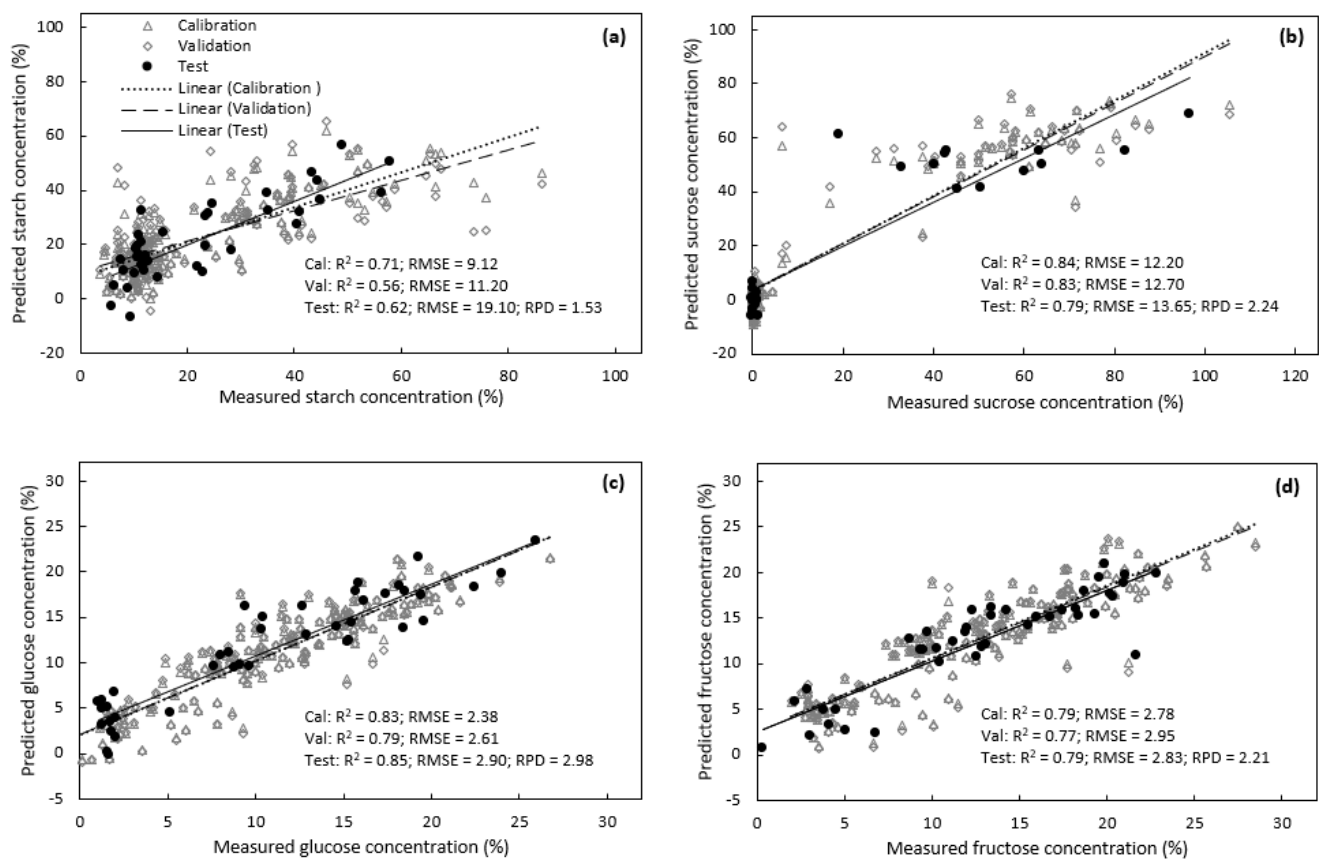 (a)
Calibration
Validation
Test
Linear (Calibration )
Linear (Validation)
Linear (Test)
Predicted starch concentration (%)
100
80
60
40
20
0
-20
Cal: R² = 0.71; RMSE = 9.12
Val: R² = 0.56; RMSE = 11.20
Test: R² = 0.62; RMSE = 19.10; RPD = 1.53
0 20 40 60 80 100
Measured starch concentration (%)
(b)
Predicted sucrose concentration (%)
100
80
60
40
20
0
-20
Cal: R² = 0.84; RMSE = 12.20
Val: R² = 0.83; RMSE = 12.70
Test: R² = 0.79; RMSE = 13.65; RPD = 2.24
0 20 40 60 80 100 120
Measured sucrose concentration (%)
(c)
Predicted glucose concentration (%)
30
25
20
15
10
5
0
-5
Cal: R² = 0.83; RMSE = 2.38
Val: R² = 0.79; RMSE = 2.61
Test: R² = 0.85; RMSE = 2.90; RPD = 2.98
0 5 10 15 20 25 30
Measured glucose concentration (%)
(d)
Predicted fructose concentration (%)
30
25
20
15
10
5
0
-5
Cal: R² = 0.79; RMSE = 2.78
Val: R² = 0.77; RMSE = 2.95
Test: R² = 0.79; RMSE = 2.83; RPD = 2.21
0 5 10 15 20 25 30
Measured fructose concentration (%)